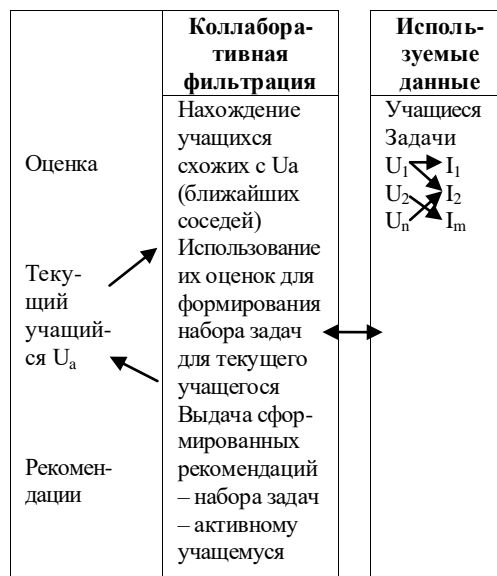 Коллабора-
тивная
фильтрация
Исполь-
зуемые
данные
Оценка
Теку-
щий
учащий-
ся Ua
Рекомен-
дации
Нахождение
учащихся
схожих с Ua
(ближайших
соседей)
Использование
их оценок для
формирования
набора задач
для текущего
учащегося
Выдача сфор-
мированных
рекомендаций
– набора задач
– активному
учащемуся
Учащиеся
Задачи
U1 I1
U2 I2
Un Im